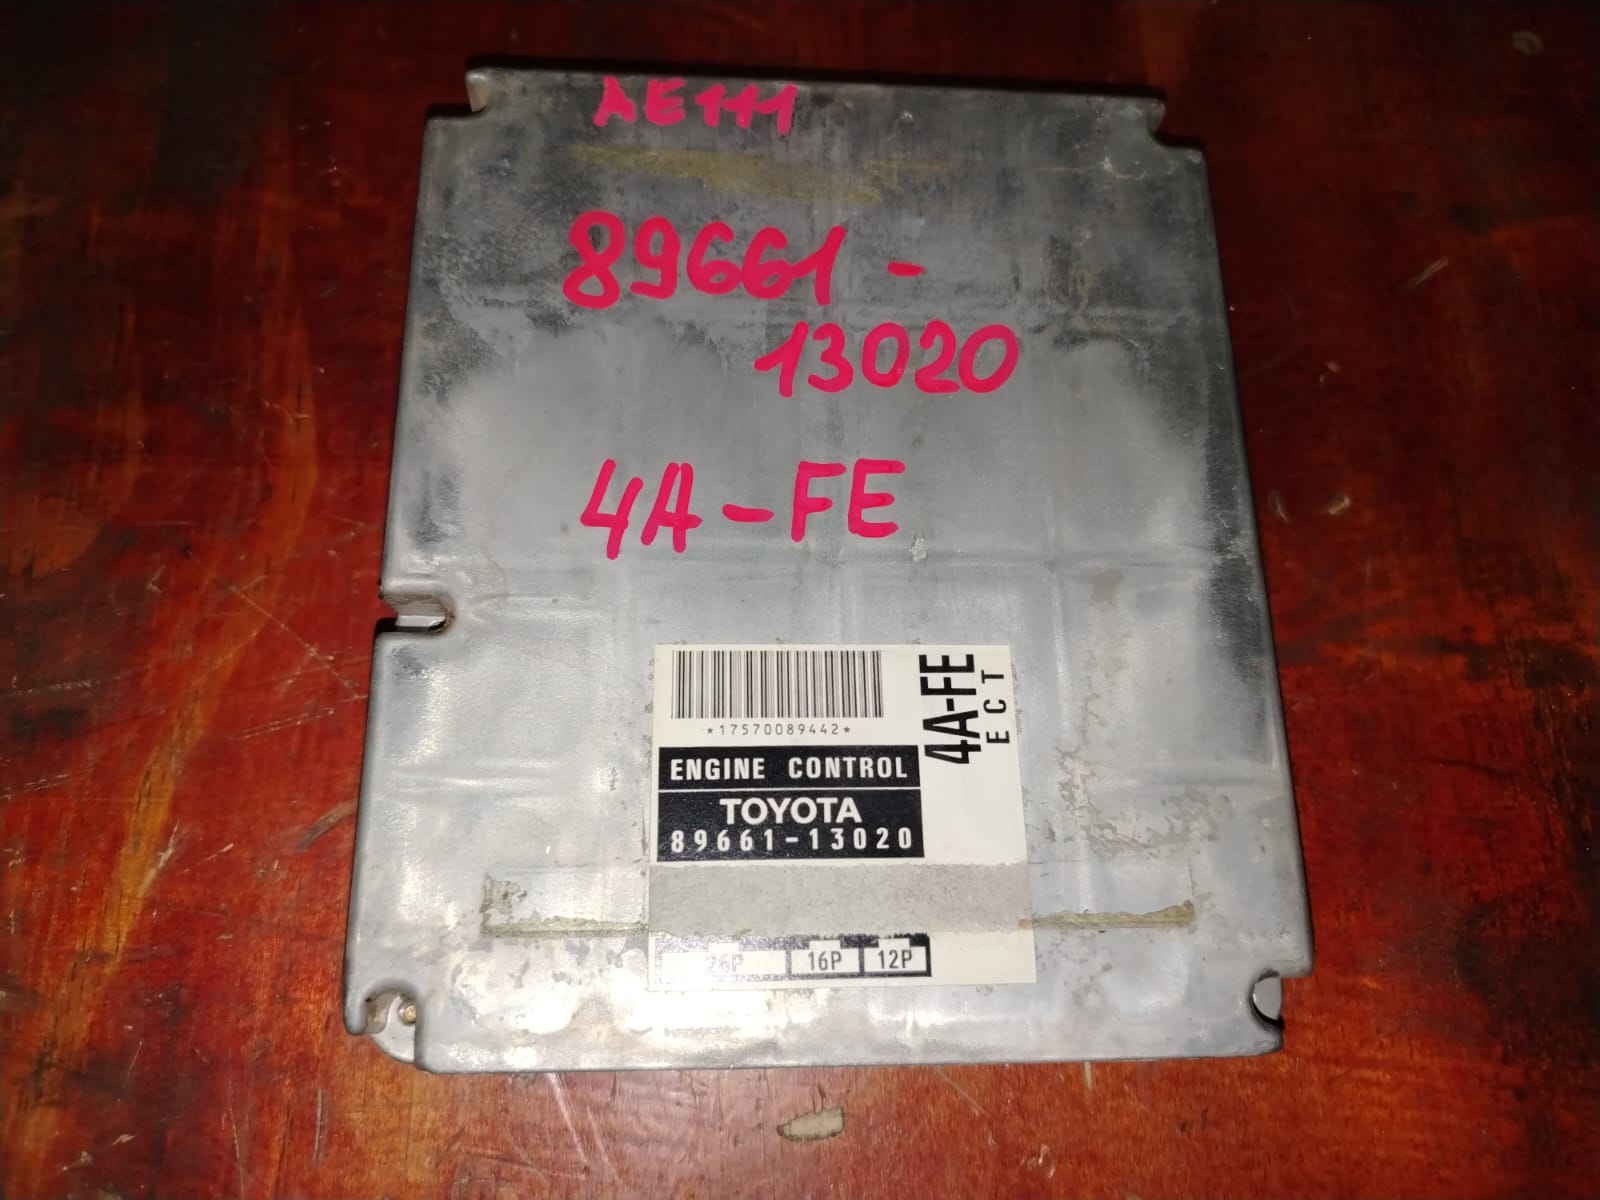 AE111
89661-
13020
4A-FE
*17570089442*
ENGINE CONTROL
TOYOTA
89661-13020
4A-FE
ECT
26P 16P 12P